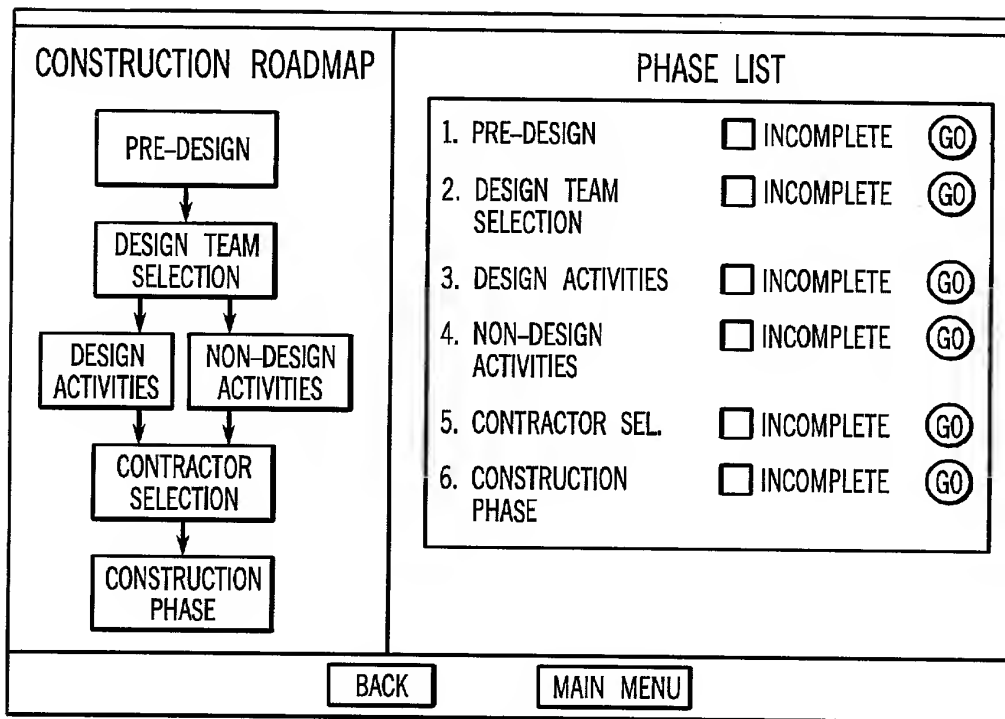 CONSTRUCTION ROADMAP
PRE–DESIGN
DESIGN TEAM
SELECTION
DESIGN
ACTIVITIES
NON–DESIGN
ACTIVITIES
CONTRACTOR
SELECTION
CONSTRUCTION
PHASE
PHASE LIST
1. PRE–DESIGN INCOMPLETE GO
2. DESIGN TEAM INCOMPLETE GO
SELECTION
3. DESIGN ACTIVITIES INCOMPLETE GO
4. NON–DESIGN INCOMPLETE GO
ACTIVITIES
5. CONTRACTOR SEL. INCOMPLETE GO
6. CONSTRUCTION INCOMPLETE GO
PHASE
BACK MAIN MENU